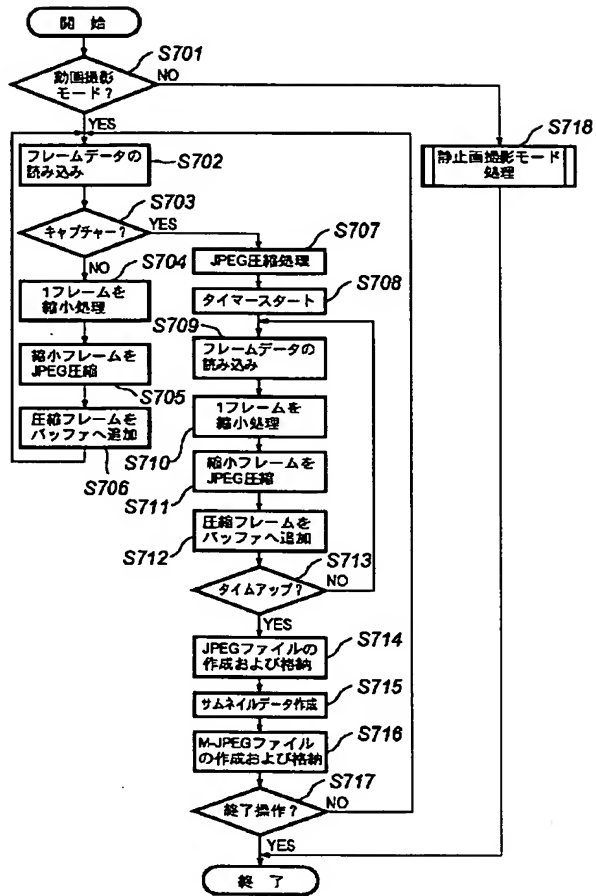 開 始
S701
動画撮影
モード?
NO
YES
S718
静止画撮影モード
処理
フレームデータの
読み込み
S702
S703
キャプチャー?
YES
NO
S704
1フレームを
縮小処理
縮小フレームを
JPEG圧縮
S705
圧縮フレームを
バッファへ追加
S706
S707
JPEG圧縮処理
S708
タイマースタート
S709
フレームデータの
読み込み
1フレームを
縮小処理
S710
縮小フレームを
JPEG圧縮
S711
圧縮フレームを
バッファへ追加
S712
S713
タイムアップ?
NO
YES
S714
JPEGファイルの
作成および格納
S715
サムネイルデータ作成
S716
M-JPEGファイル
の作成および格納
S717
終了操作?
NO
YES
終 了